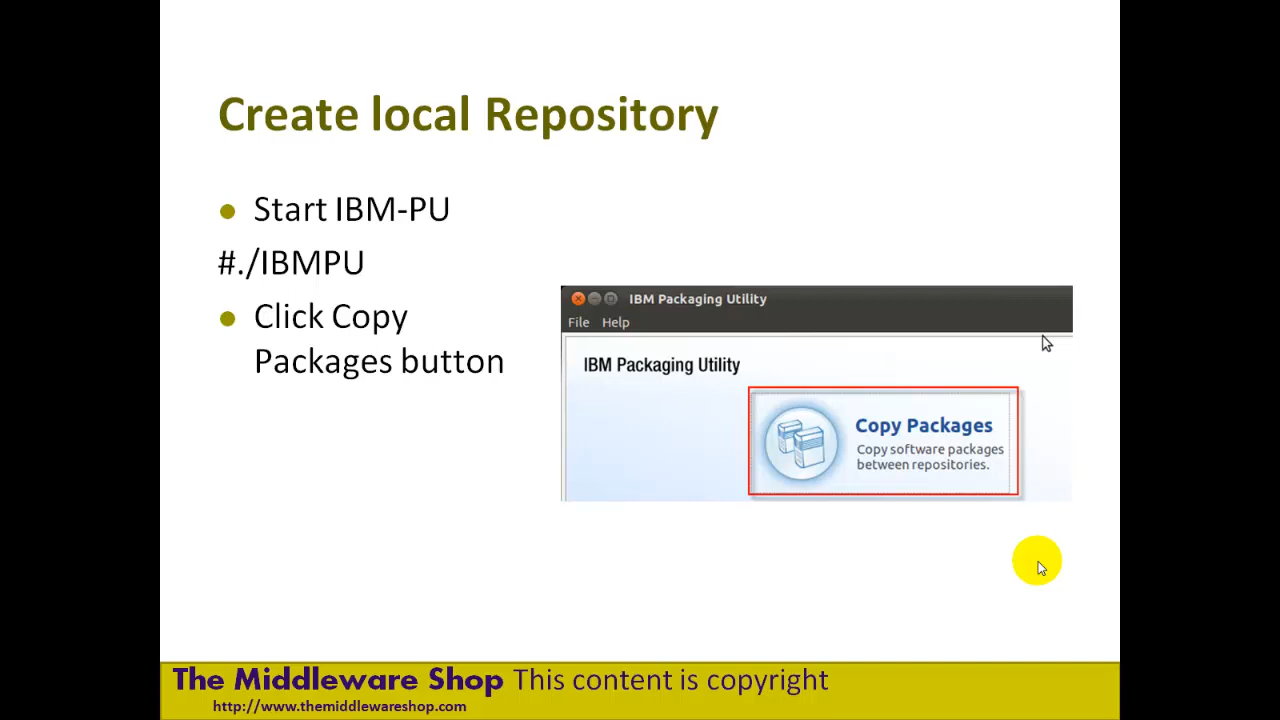 Create local Repository
Start IBM-PU
#./IBMPU
Click Copy
Packages button
IBM Packaging Utility
File Help
IBM Packaging Utility
Copy Packages
Copy software packages
between repositories.
The Middleware Shop This content is copyright
http://www.themiddlewareshop.com